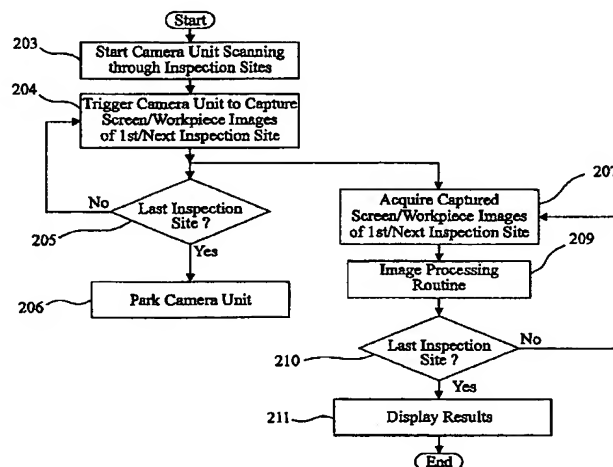 Start
203
Start Camera Unit Scanning
through Inspection Sites
204
Trigger Camera Unit to Capture
Screen/Workpiece Images
of 1st/Next Inspection Site
No
Last Inspection
Site ?
205
Yes
206
Park Camera Unit
207
Acquire Captured
Screen/Workpiece Images
of 1st/Next Inspection Site
209
Image Processing
Routine
Last Inspection
Site ?
No
210
Yes
211
Display Results
End